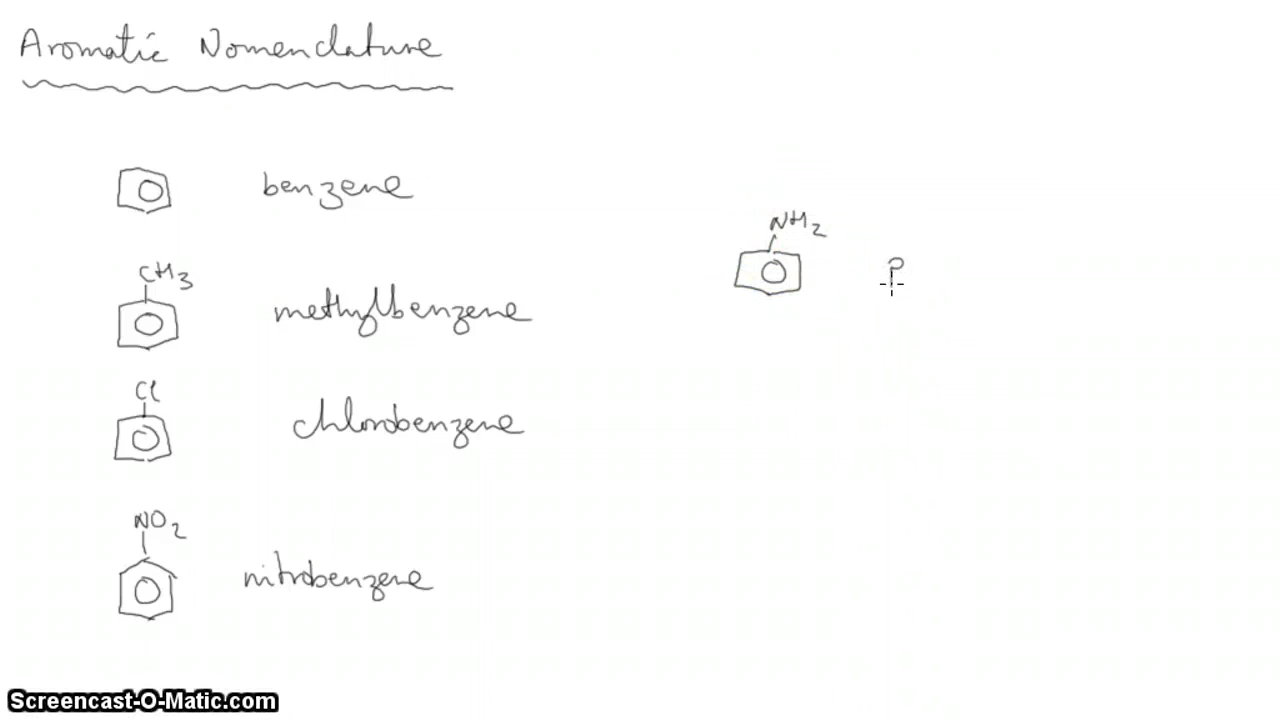 Aromatic Nomenclature
benzene
CH3
methylbenzene
Cl
chlorobenzene
NO2
nitrobenzene
NH2
P
Screencast-O-Matic.com